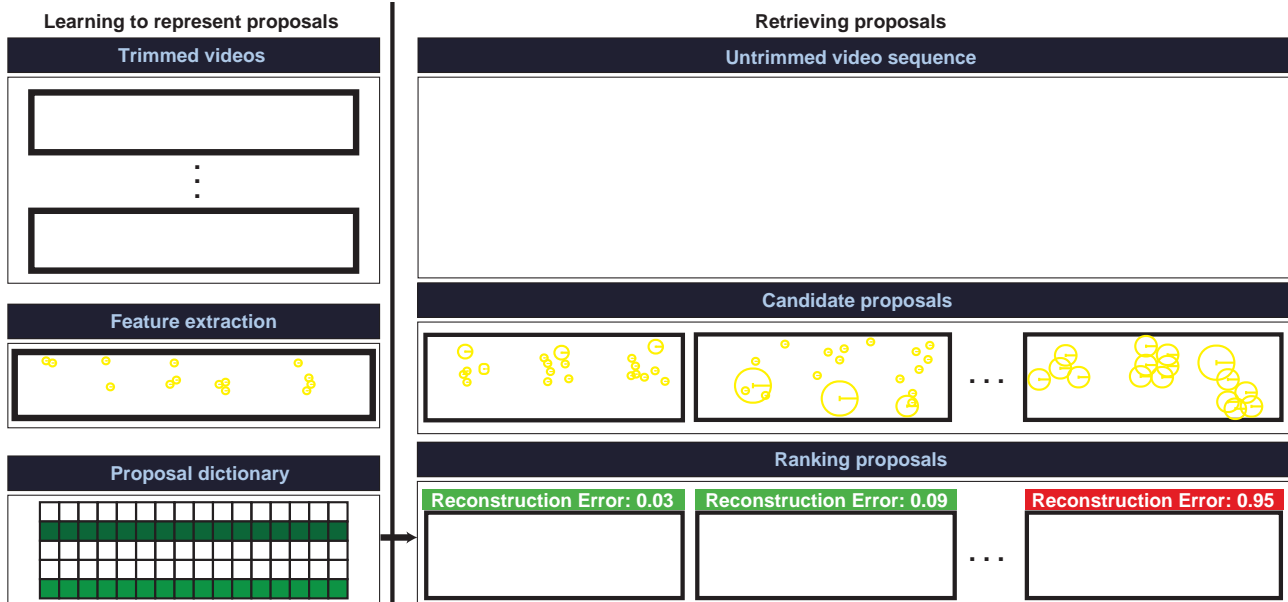 Learning to represent proposals
Trimmed videos
.
.
.
Feature extraction
Proposal dictionary
Retrieving proposals
Untrimmed video sequence
Candidate proposals
. . .
Ranking proposals
Reconstruction Error: 0.03
Reconstruction Error: 0.09
Reconstruction Error: 0.95
. . .